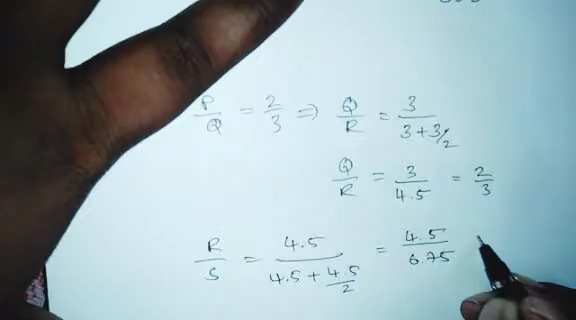 P/Q = 2/3 => Q/R = 3/(3+3/2)
Q/R = 3/4.5 = 2/3
R/S = 4.5/(4.5+4.5/2) = 4.5/6.75